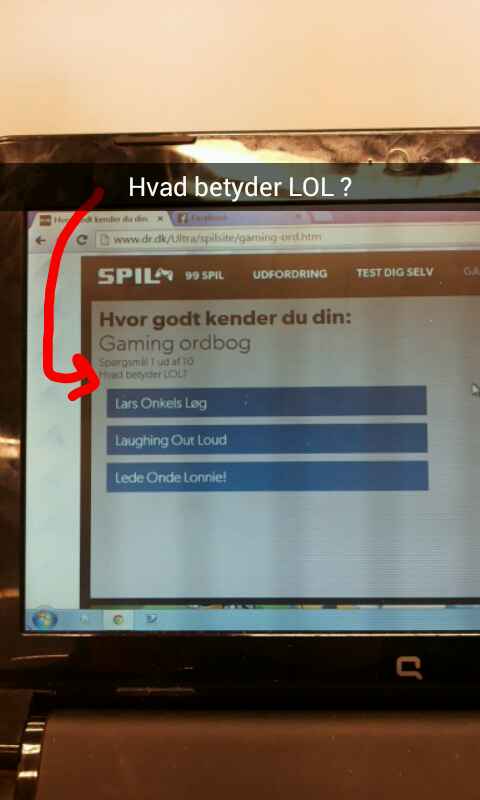 Hvad betyder LOL ?
Hvor godt kender du din:
Facebook
www.dr.dk/Ultra/spilsite/gaming-ord.htm
SPIL 99 SPIL UDFORDRING TEST DIG SELV GA
Hvor godt kender du din:
Gaming ordbog
Spørgsmål 1 ud af 10
Hvad betyder LOL?
Lars Onkels Løg
Laughing Out Loud
Lede Onde Lonnie!